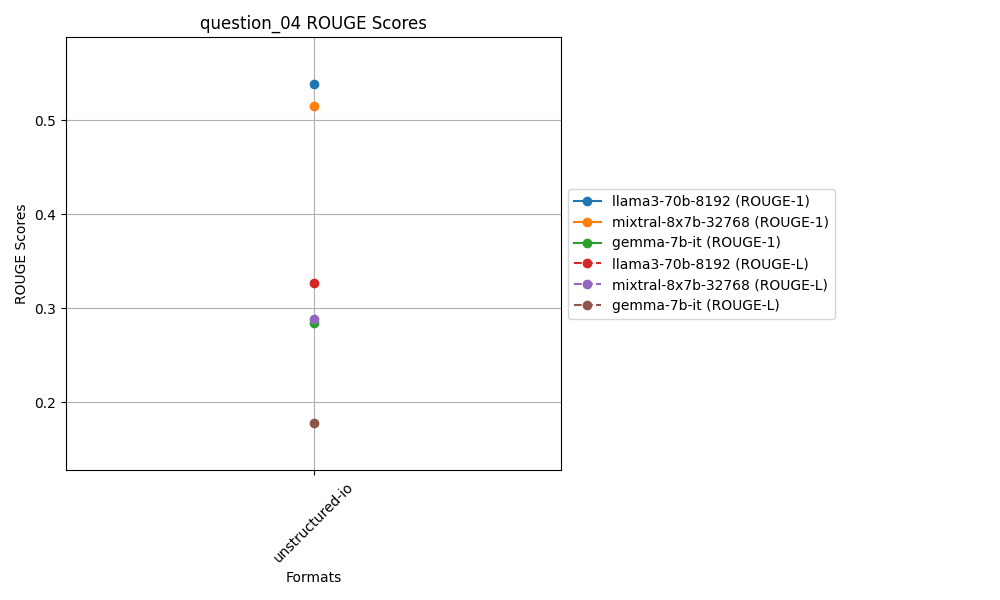 question_04 ROUGE Scores
ROUGE Scores
0.5
0.4
0.3
0.2
unstructured-io
Formats
llama3-70b-8192 (ROUGE-1)
mixtral-8x7b-32768 (ROUGE-1)
gemma-7b-it (ROUGE-1)
llama3-70b-8192 (ROUGE-L)
mixtral-8x7b-32768 (ROUGE-L)
gemma-7b-it (ROUGE-L)